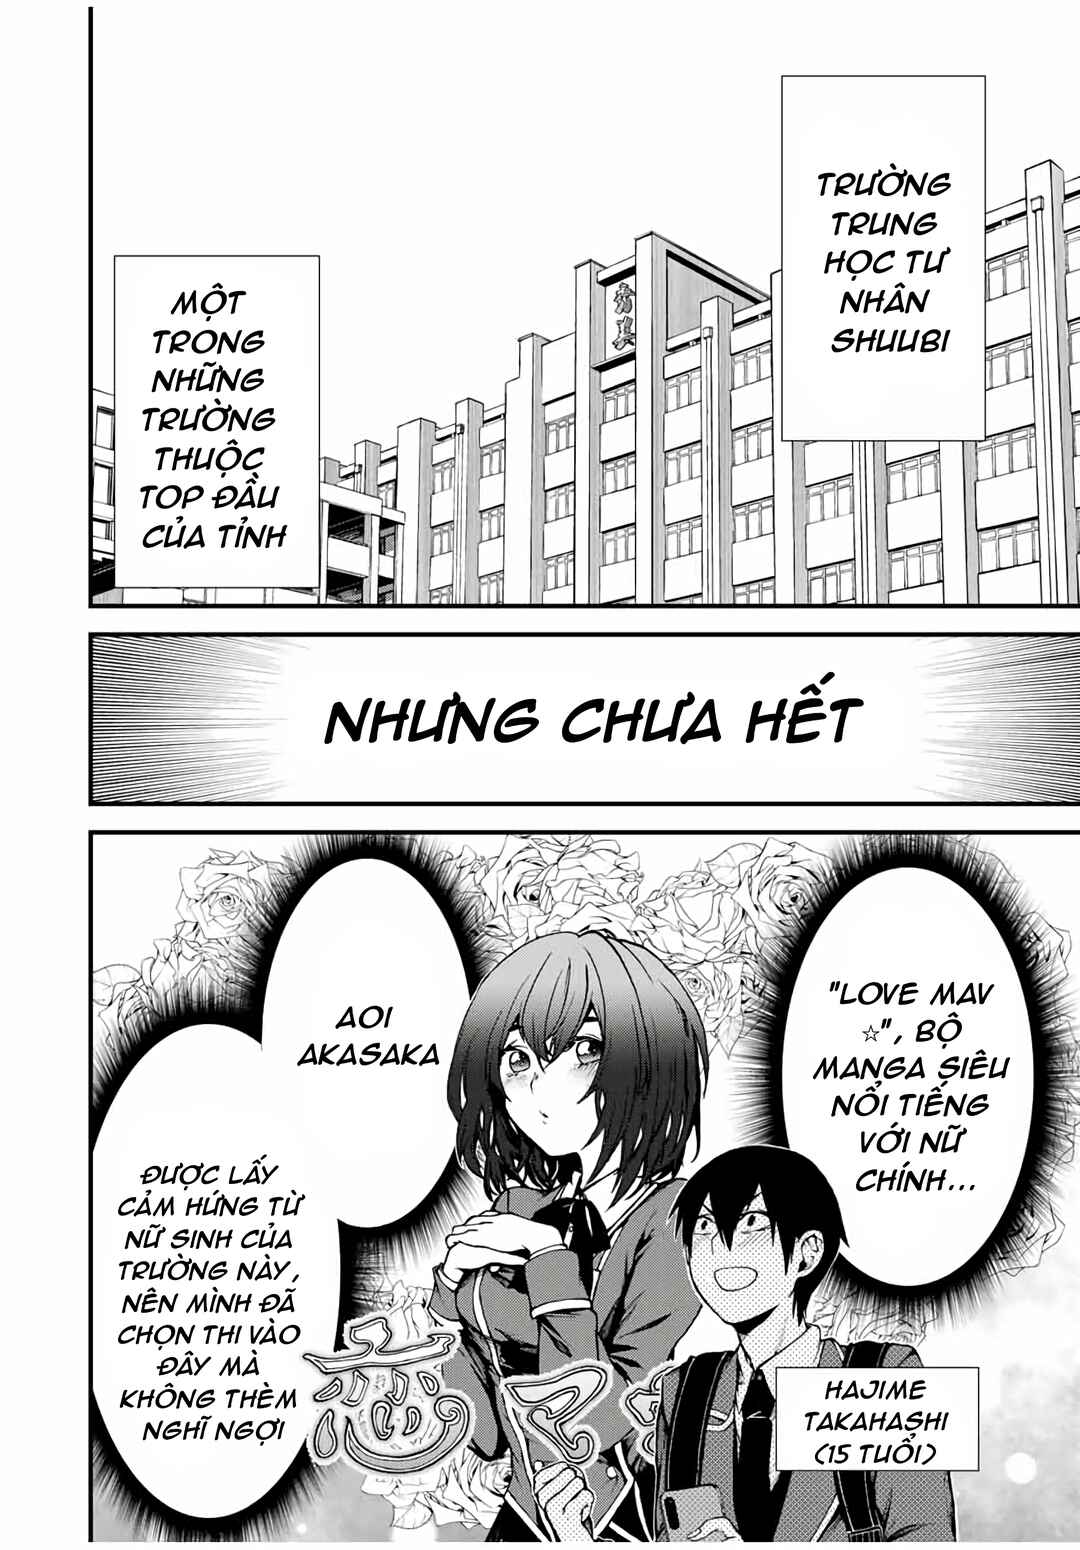 TRƯỜNG
TRUNG
HỌC TƯ
NHÂN
SHUUBI
MỘT
TRONG
NHỮNG
TRƯỜNG
THUỘC
TOP ĐẦU
CỦA TỈNH
NHƯNG CHƯA HẾT
"LOVE MAV
☆", BỘ
MANGA SIÊU
NỔI TIẾNG
VỚI NỮ
CHÍNH...
AOI
AKASAKA
ĐƯỢC LẤY
CẢM HỨNG TỪ
NỮ SINH CỦA
TRƯỜNG NÀY,
NÊN MÌNH ĐÃ
CHỌN THI VÀO
ĐÂY MÀ
KHÔNG THÈM
NGHĨ NGỢI
恋マ
HAJIME
TAKAHASHI
(15 TUỔI)